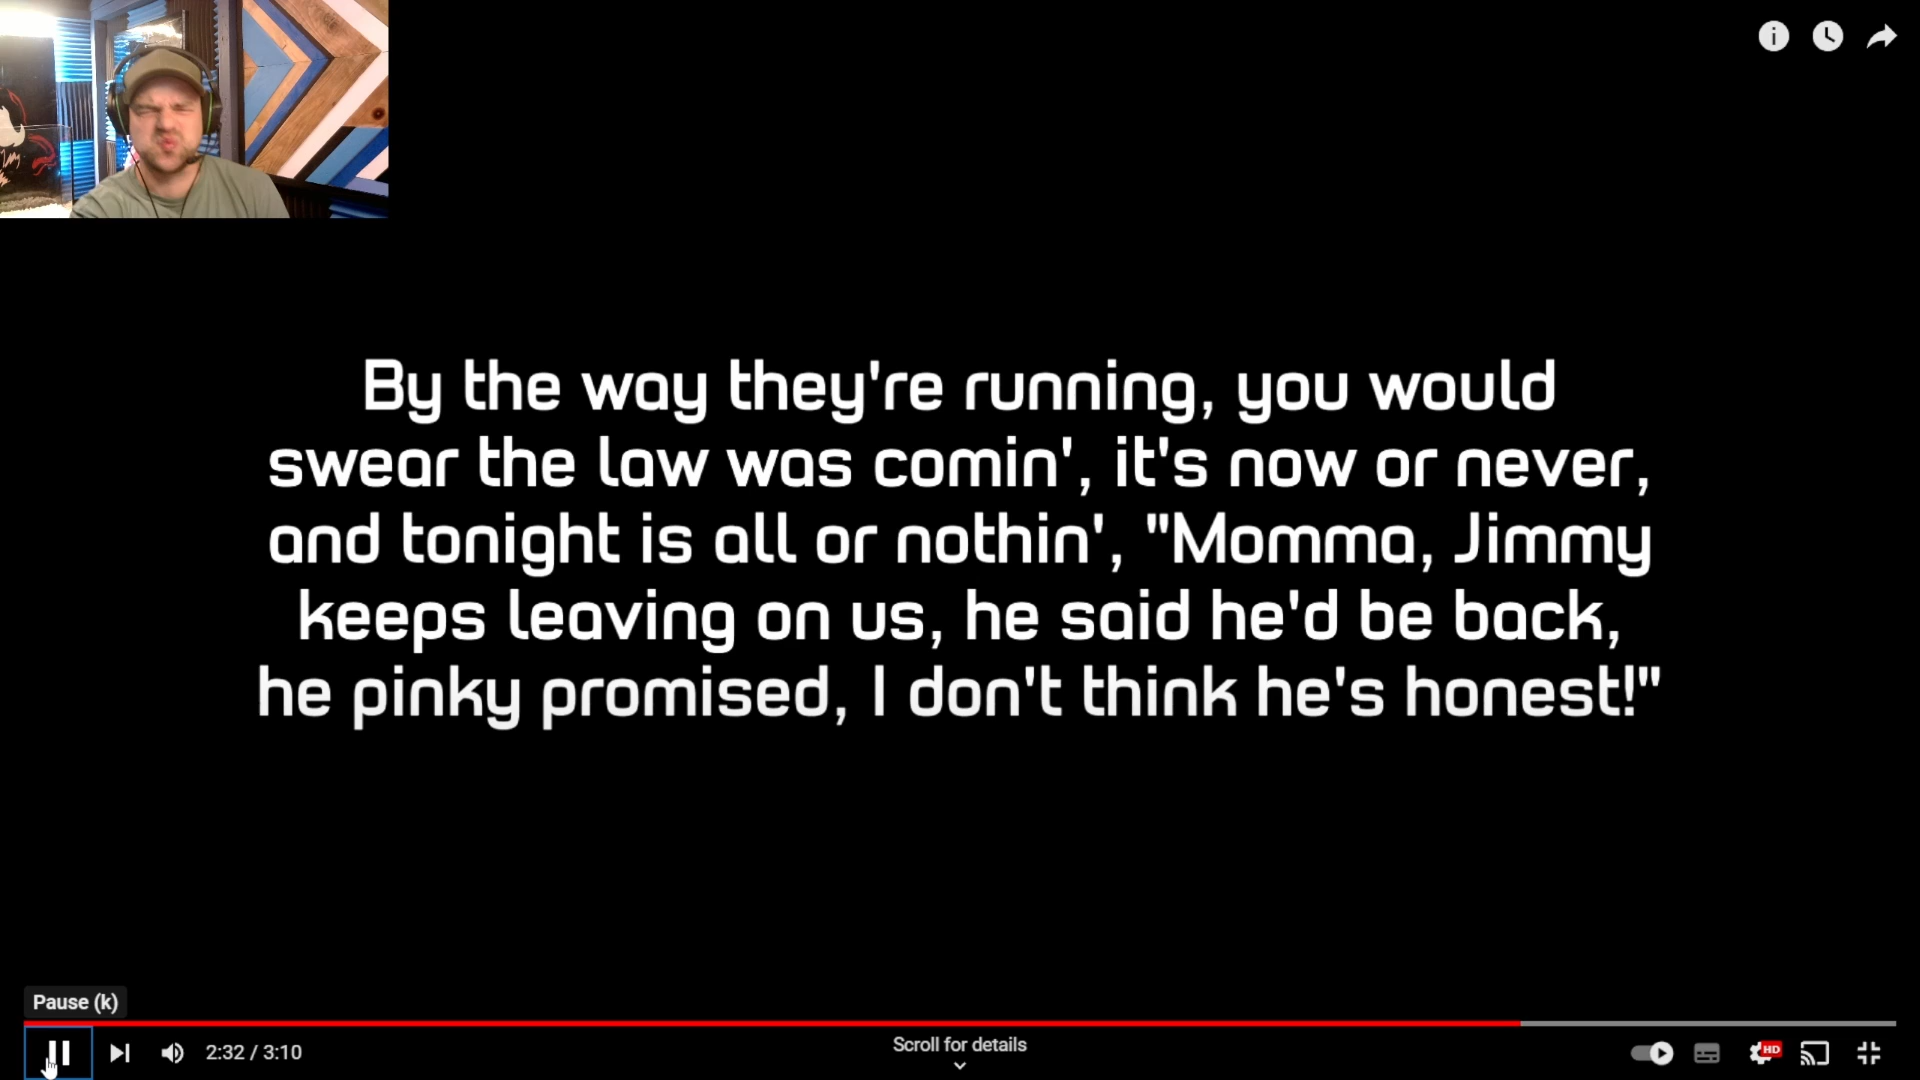 By the way they're running, you would
swear the law was comin', it's now or never,
and tonight is all or nothin', "Momma, Jimmy
keeps leaving on us, he said he'd be back,
he pinky promised, I don't think he's honest!"
Pause (k)
2:32 / 3:10
Scroll for details
HD